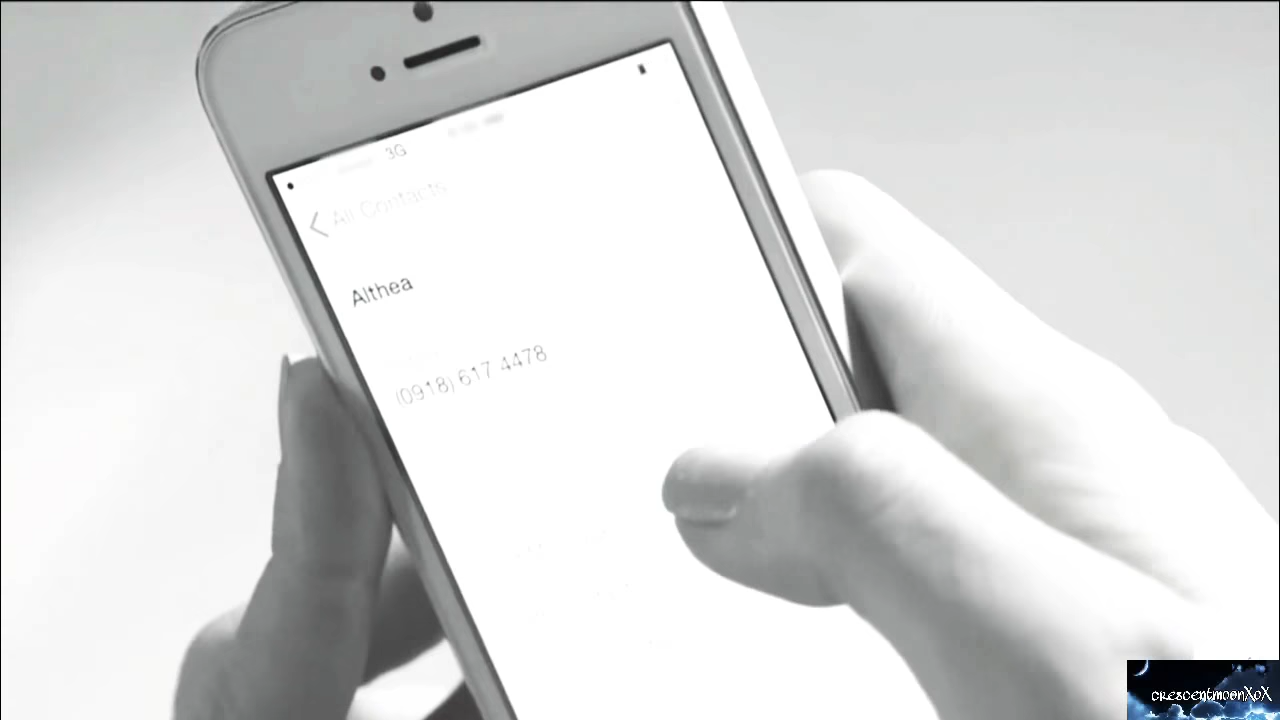 3G
All Contacts
Althea
(0918) 617 4478
crescentmoonXoX